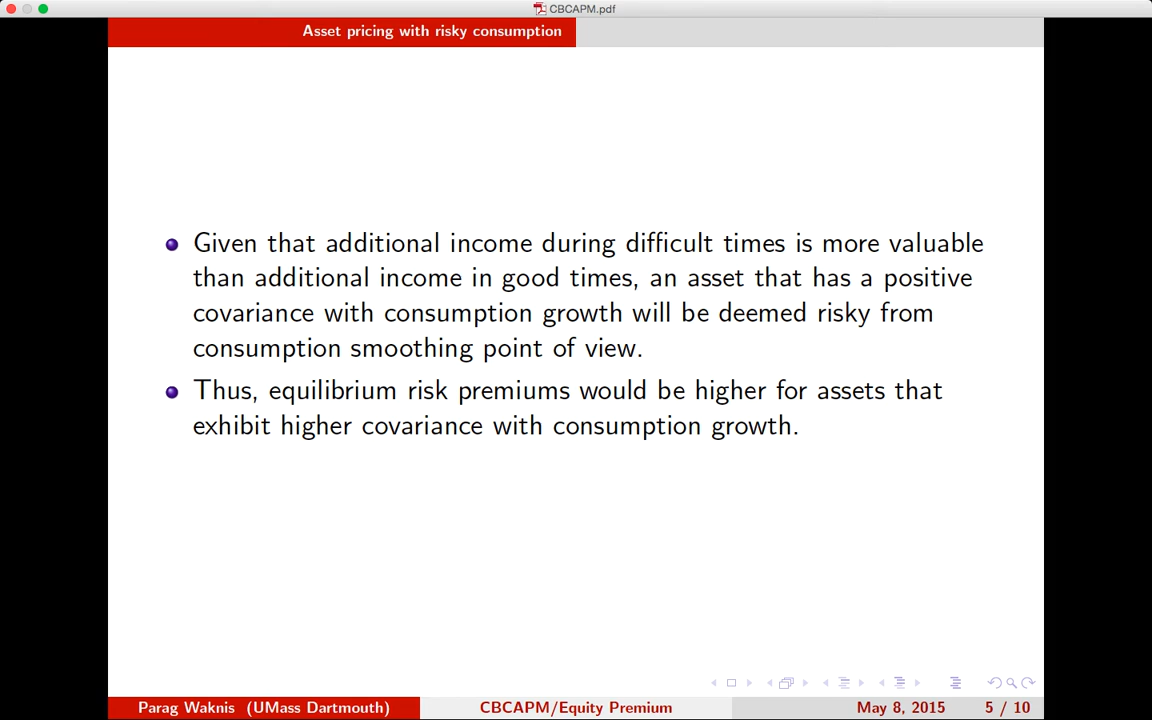 CBCAPM.pdf
Asset pricing with risky consumption
Given that additional income during difficult times is more valuable
than additional income in good times, an asset that has a positive
covariance with consumption growth will be deemed risky from
consumption smoothing point of view.
Thus, equilibrium risk premiums would be higher for assets that
exhibit higher covariance with consumption growth.
Parag Waknis (UMass Dartmouth) CBCAPM/Equity Premium May 8, 2015 5 / 10